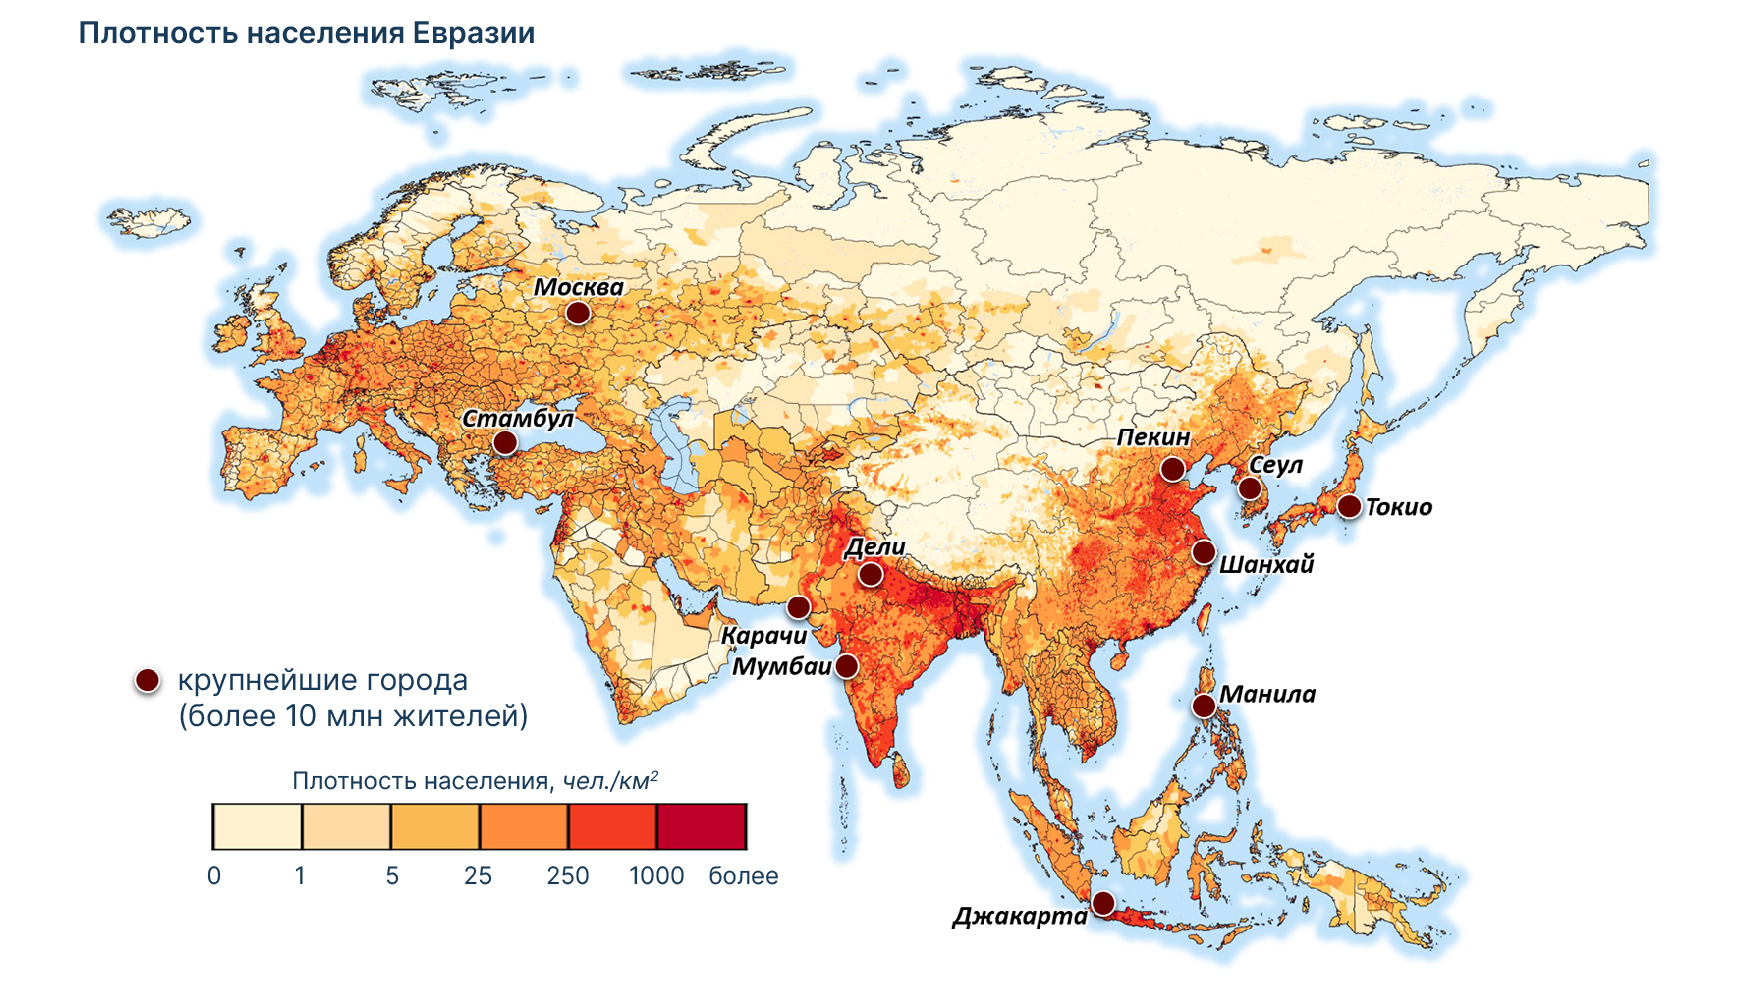 Плотность населения Евразии
Москва
Стамбул
Пекин
Сеул
Токио
Дели
Шанхай
Карачи
Мумбаи
Манила
Джакарта
крупнейшие города
(более 10 млн жителей)
Плотность населения, чел./км²
0 1 5 25 250 1000 более